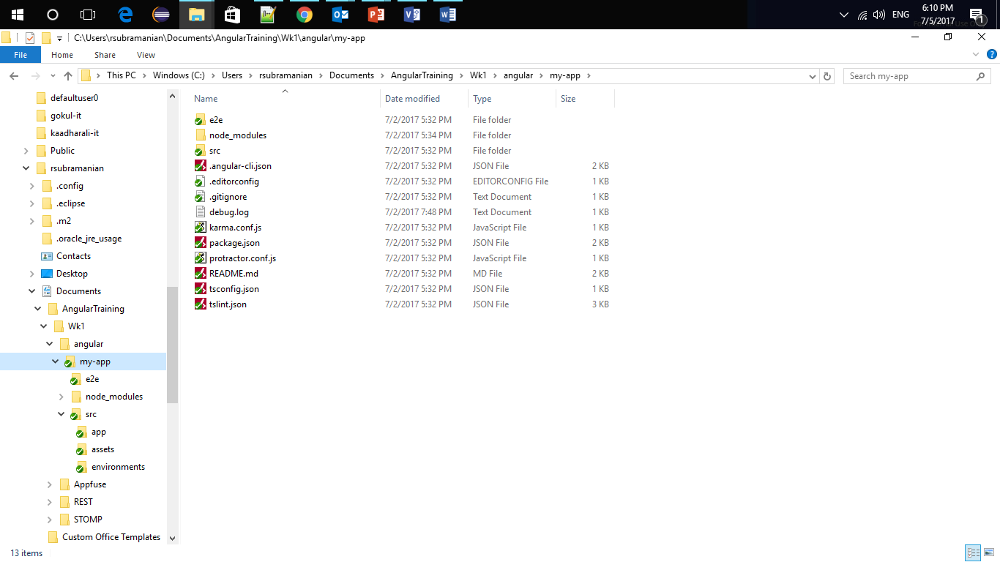 ENG
6:10 PM
7/5/2017
1
C:\Users\rsubramanian\Documents\AngularTraining\Wk1\angular\my-app
File Home Share View
This PC Windows (C:) Users rsubramanian Documents AngularTraining Wk1 angular my-app
Search my-app
defaultuser0
gokul-it
kaadharali-it
Public
rsubramanian
.config
.eclipse
.m2
.oracle_jre_usage
Contacts
Desktop
Documents
AngularTraining
Wk1
angular
my-app
e2e
node_modules
src
app
assets
environments
Appfuse
REST
STOMP
Custom Office Templates
Name Date modified Type Size
e2e 7/2/2017 5:32 PM File folder
node_modules 7/2/2017 5:34 PM File folder
src 7/2/2017 5:32 PM File folder
.angular-cli.json 7/2/2017 5:32 PM JSON File 2 KB
.editorconfig 7/2/2017 5:32 PM EDITORCONFIG File 1 KB
.gitignore 7/2/2017 5:32 PM Text Document 1 KB
debug.log 7/2/2017 7:48 PM Text Document 1 KB
karma.conf.js 7/2/2017 5:32 PM JavaScript File 1 KB
package.json 7/2/2017 5:32 PM JSON File 2 KB
protractor.conf.js 7/2/2017 5:32 PM JavaScript File 1 KB
README.md 7/2/2017 5:32 PM MD File 2 KB
tsconfig.json 7/2/2017 5:32 PM JSON File 1 KB
tslint.json 7/2/2017 5:32 PM JSON File 3 KB
13 items